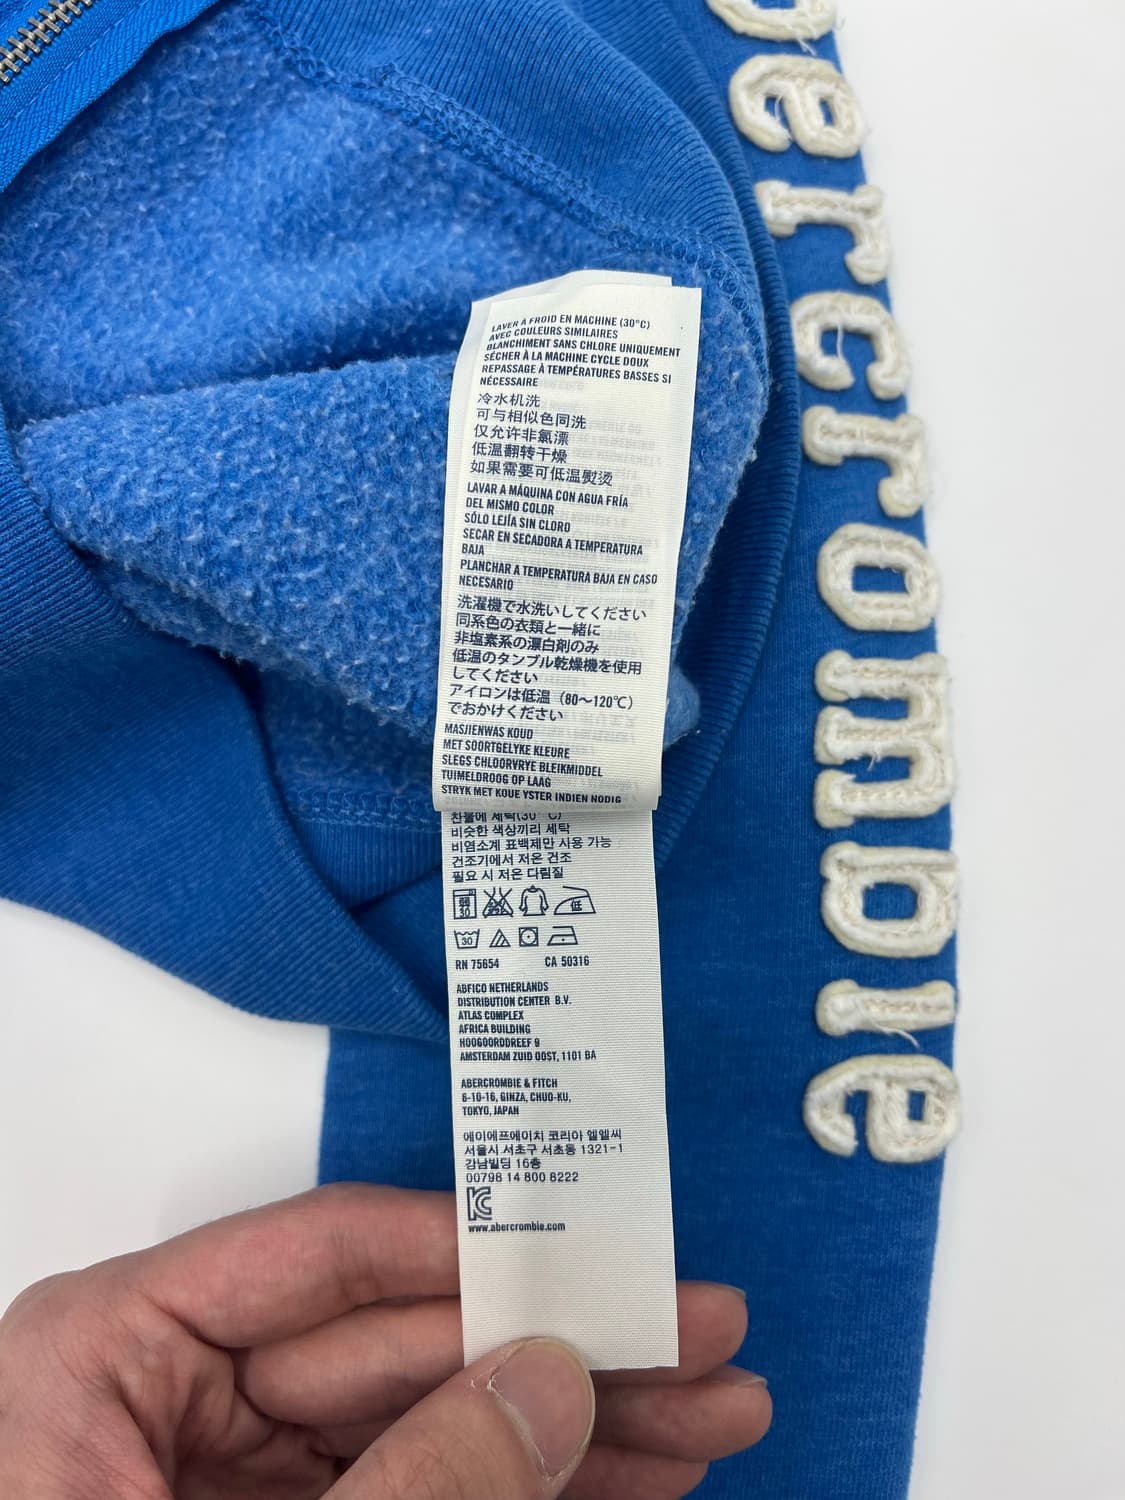 LAVER À FROID EN MACHINE (30°C)
AVEC COULEURS SIMILAIRES
BLANCHIMENT SANS CHLORE UNIQUEMENT
SÉCHER À LA MACHINE CYCLE DOUX
REPASSAGE À TEMPÉRATURES BASSES SI
NÉCESSAIRE
冷水机洗
可与相似色同洗
仅允许非氯漂
低温翻转干燥
如果需要可低温熨烫
LAVAR A MÁQUINA CON AGUA FRÍA
DEL MISMO COLOR
SÓLO LEJÍA SIN CLORO
SECAR EN SECADORA A TEMPERATURA
BAJA
PLANCHAR A TEMPERATURA BAJA EN CASO
NECESARIO
洗濯機で水洗いしてください
同系色の衣類と一緒に
非塩素系の漂白剤のみ
低温のタンブル乾燥機を使用
してください
アイロンは低温（80～120℃）
でおかけください
MASJIENWAS KOUD
MET SOORTGELYKE KLEURE
SLEGS CHLOORVRYE BLEIKMIDDEL
TUIMELDROOG OP LAAG
STRYK MET KOUE YSTER INDIEN NODIG
찬물에 세탁(30°C)
비슷한 색상끼리 세탁
비염소계 표백제만 사용 가능
건조기에서 저온 건조
필요 시 저온 다림질
30 低
30
RN 75654 CA 50316
ABFICO NETHERLANDS
DISTRIBUTION CENTER B.V.
ATLAS COMPLEX
AFRICA BUILDING
HOOGOORDDREEF 9
AMSTERDAM ZUID OOST, 1101 BA
ABERCROMBIE & FITCH
6-10-16, GINZA, CHUO-KU,
TOKYO, JAPAN
에이에프에이치 코리아 엘엘씨
서울시 서초구 서초동 1321-1
강남빌딩 16층
00798 14 800 8222
www.abercrombie.com
bercrombie